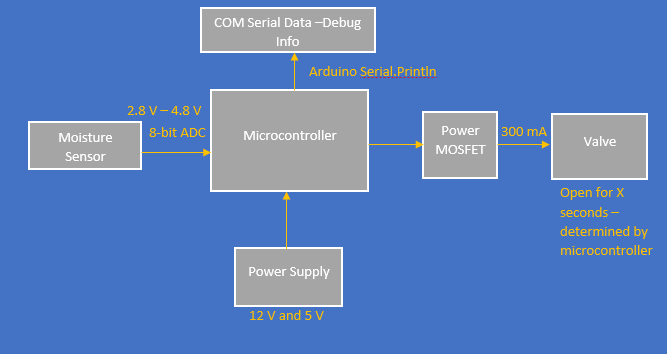 COM Serial Data –Debug
Info
Arduino Serial.Println
2.8 V – 4.8 V
8-bit ADC
Moisture
Sensor
Microcontroller
Power
MOSFET
300 mA
Valve
Open for X
seconds –
determined by
microcontroller
Power Supply
12 V and 5 V